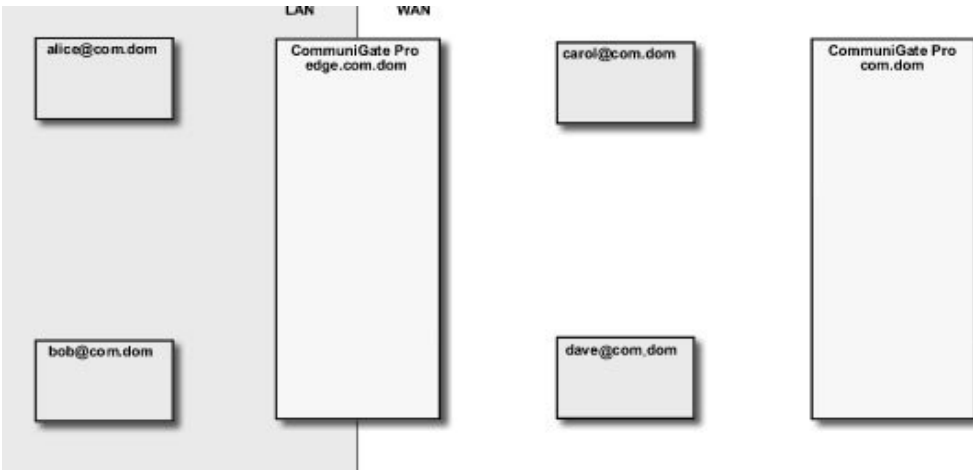 LAN WAN
alice@com.dom
CommuniGate Pro
edge.com.dom
carol@com.dom
CommuniGate Pro
com.dom
bob@com.dom
dave@com,dom